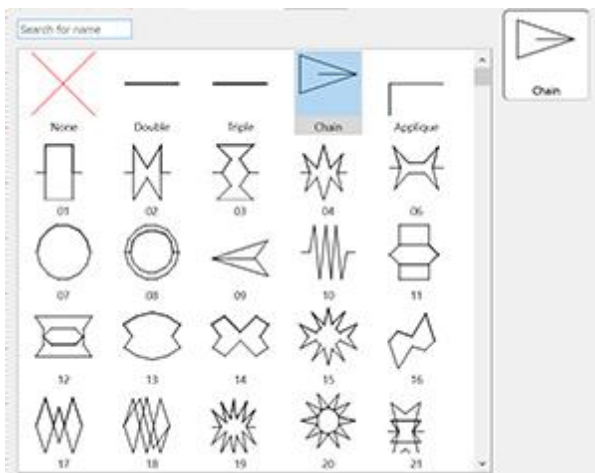 Search for name
None Double Triple Chain Applique
01 02 03 04 06
07 08 09 10 11
12 13 14 15 16
17 18 19 20 21
Chain